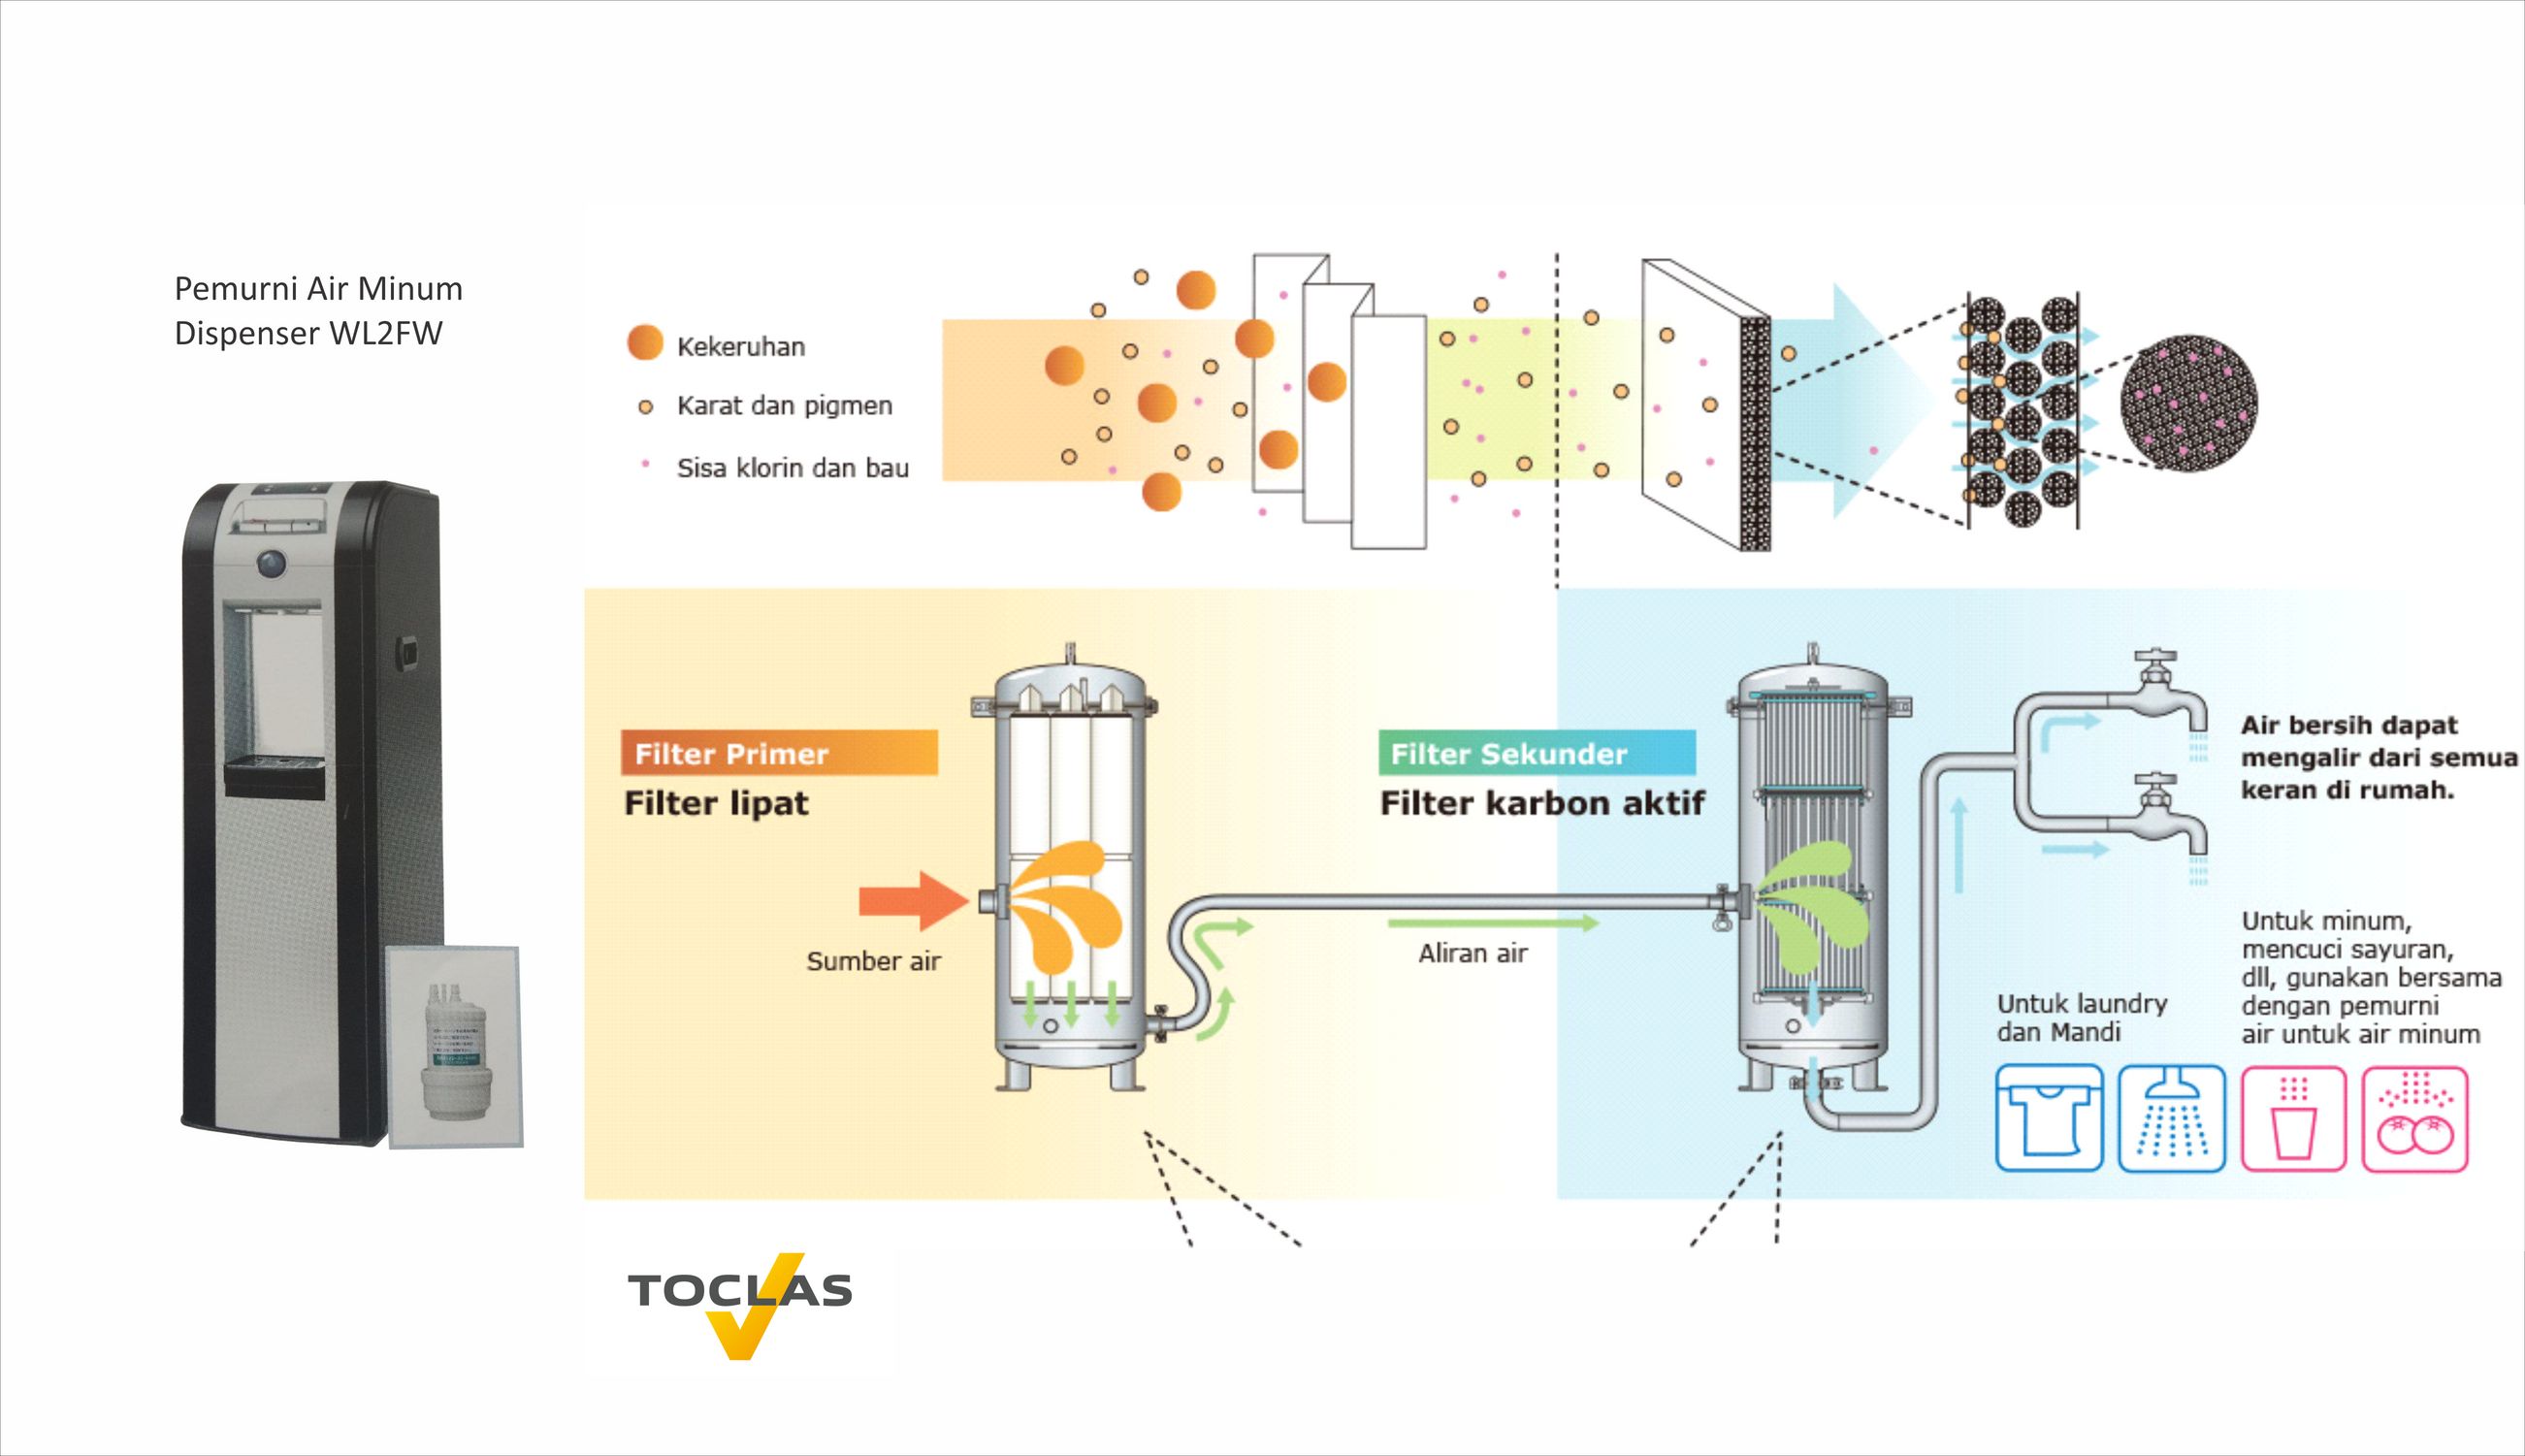 Pemurni Air Minum
Dispenser WL2FW
Kekeruhan
Karat dan pigmen
Sisa klorin dan bau
Filter Primer
Filter lipat
Sumber air
Filter Sekunder
Filter karbon aktif
Aliran air
Air bersih dapat
mengalir dari semua
keran di rumah.
Untuk laundry
dan Mandi
Untuk minum,
mencuci sayuran,
dll, gunakan bersama
dengan pemurni
air untuk air minum
TOCLAS